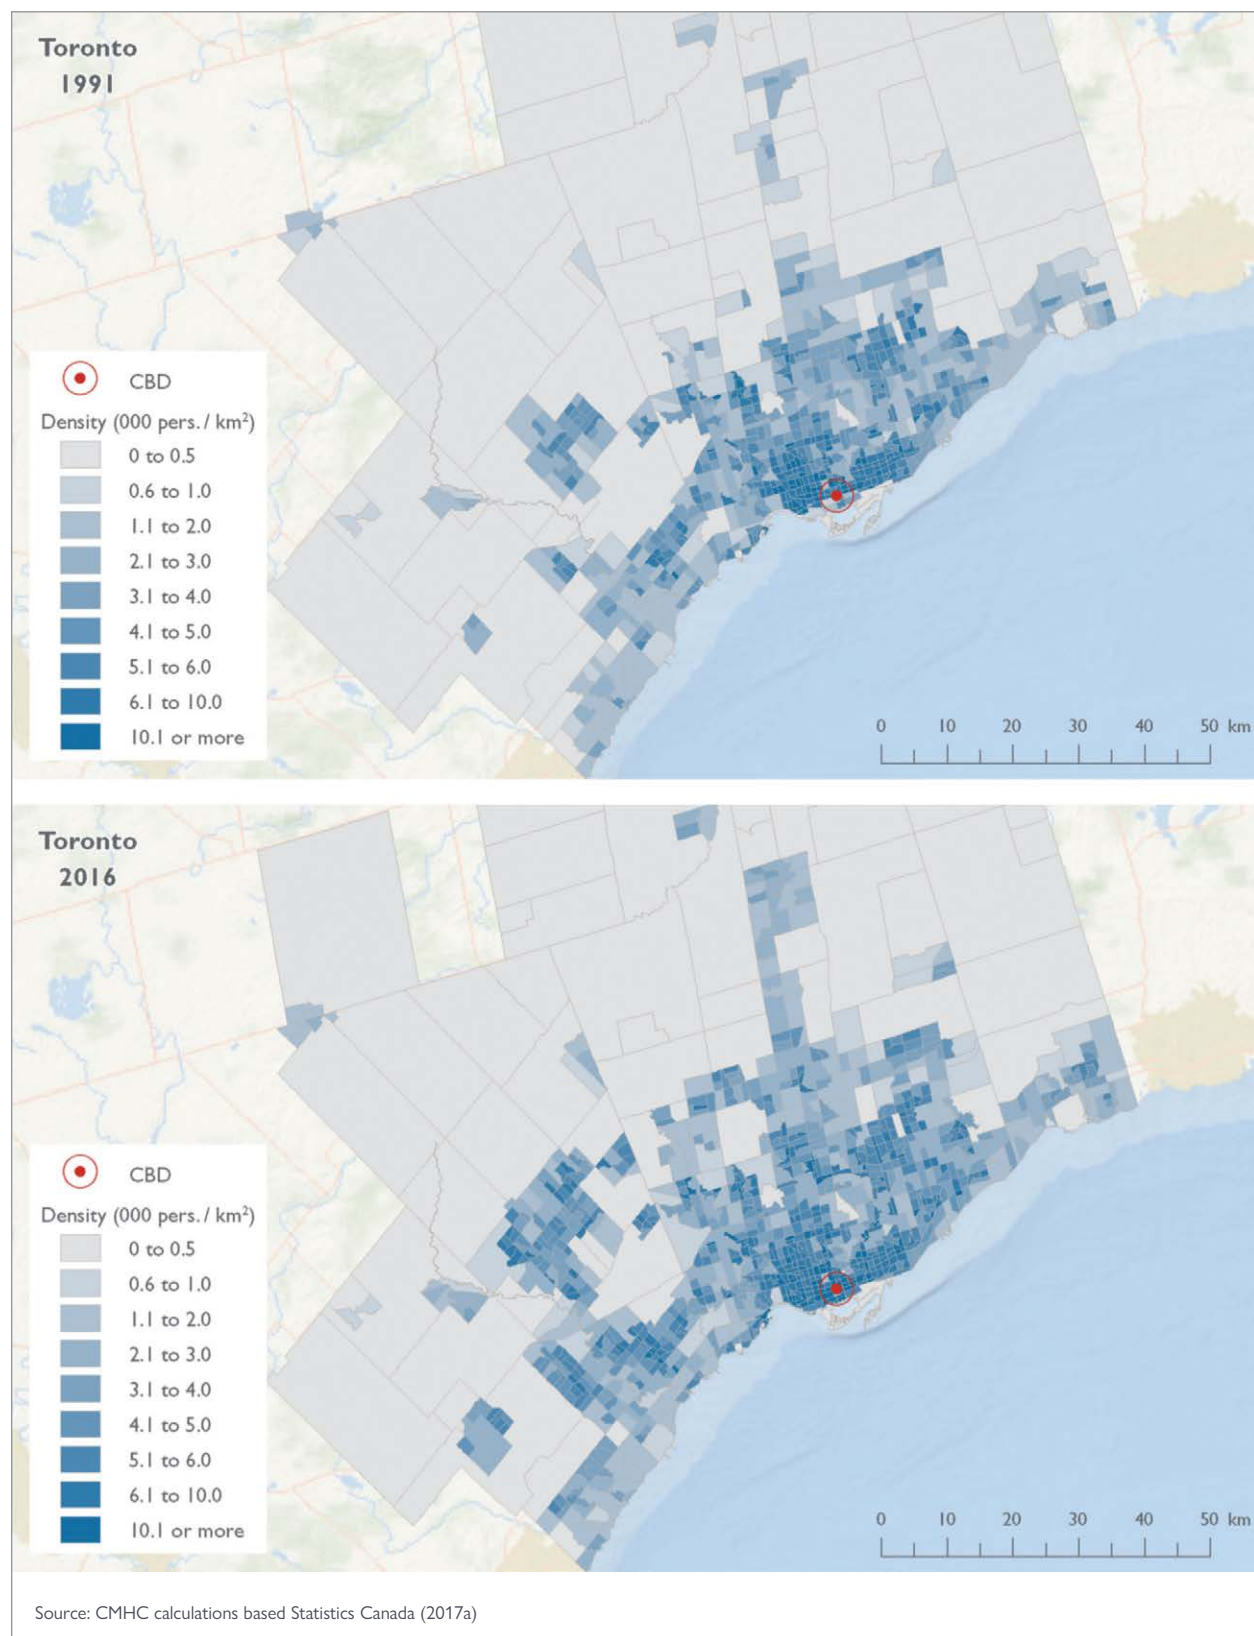 Toronto
1991
CBD
Density (000 pers. / km²)
0 to 0.5
0.6 to 1.0
1.1 to 2.0
2.1 to 3.0
3.1 to 4.0
4.1 to 5.0
5.1 to 6.0
6.1 to 10.0
10.1 or more
0 10 20 30 40 50 km
Toronto
2016
CBD
Density (000 pers. / km²)
0 to 0.5
0.6 to 1.0
1.1 to 2.0
2.1 to 3.0
3.1 to 4.0
4.1 to 5.0
5.1 to 6.0
6.1 to 10.0
10.1 or more
0 10 20 30 40 50 km
Source: CMHC calculations based Statistics Canada (2017a)